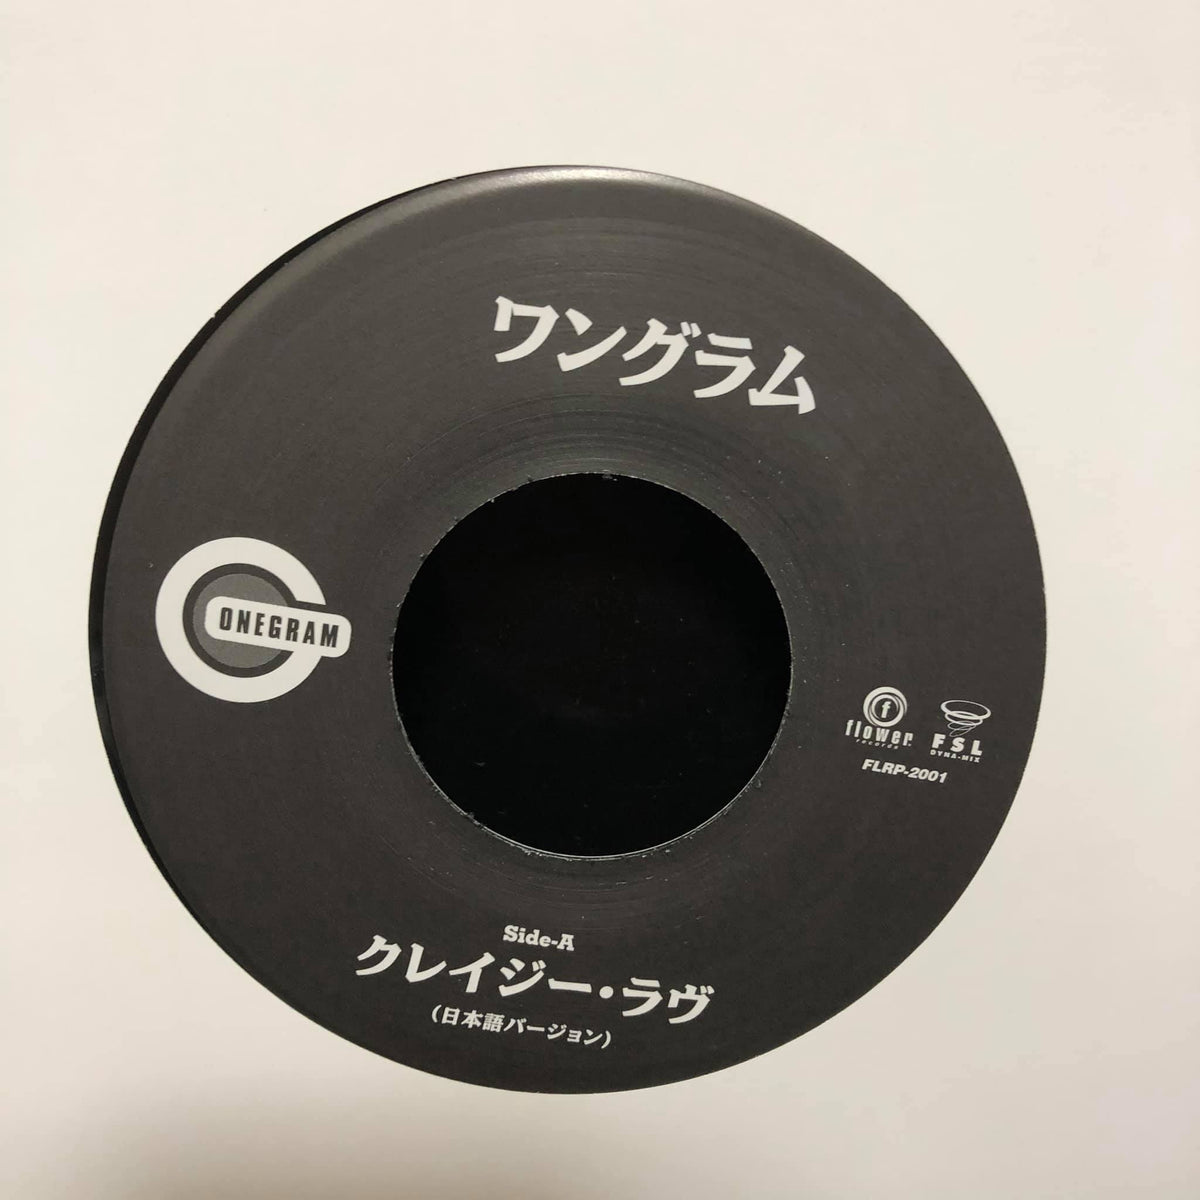 ワングラム
ONEGRAM
f
flower
records
FSL
DYNA-MIX
FLRP-2001
Side-A
クレイジー・ラヴ
(日本語バージョン)